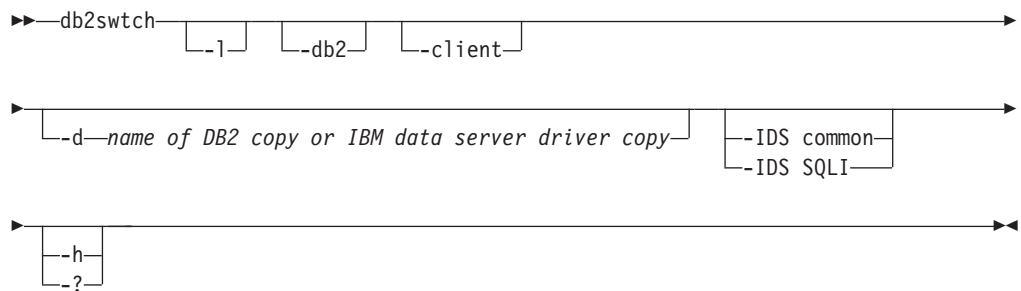 db2swtch
-l -db2 -client
-d name of DB2 copy or IBM data server driver copy -IDS common
-IDS SQLI
-h
-?